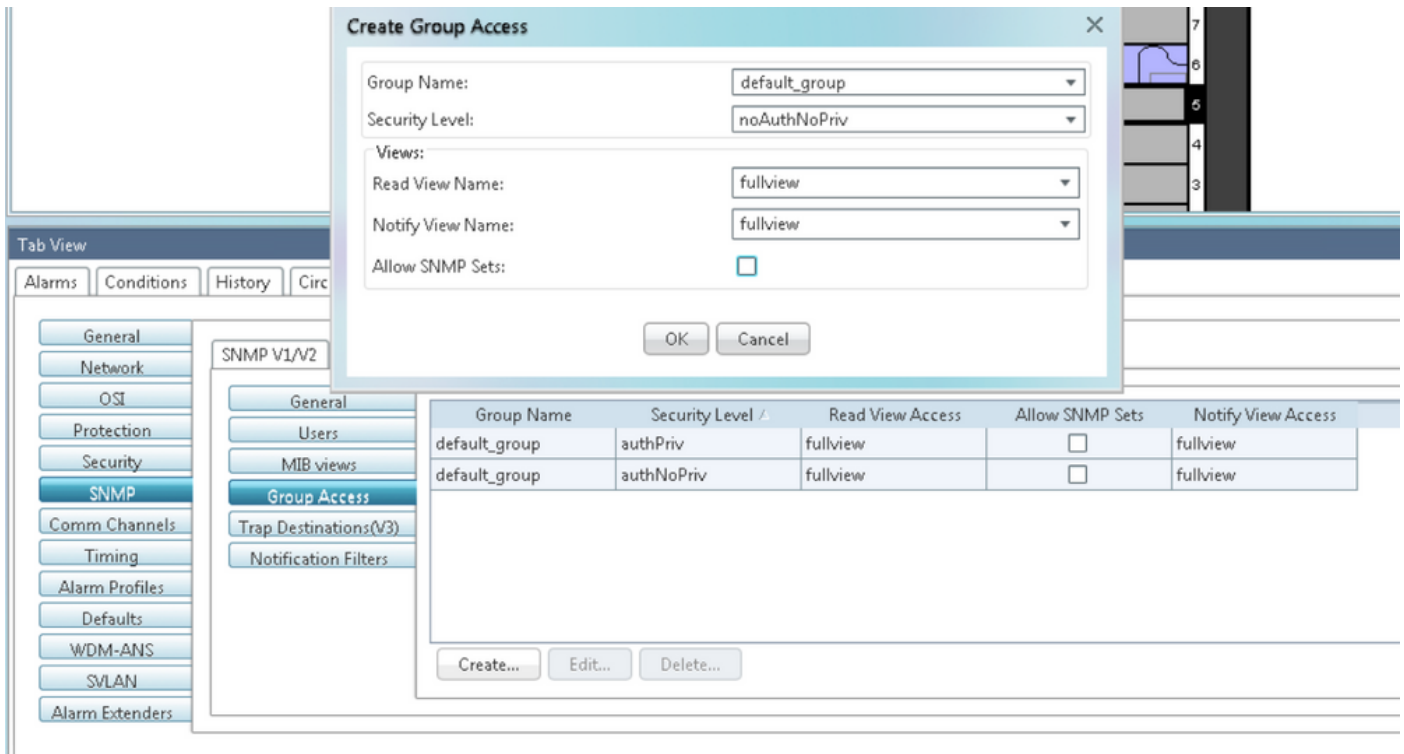 Create Group Access
7
6
5
4
3
Group Name:
default_group
Security Level:
noAuthNoPriv
Views:
Read View Name:
fullview
Notify View Name:
fullview
Allow SNMP Sets:
OK
Cancel
Tab View
Alarms
Conditions
History
Circ
General
Network
OSI
Protection
Security
SNMP
Comm Channels
Timing
Alarm Profiles
Defaults
WDM-ANS
SVLAN
Alarm Extenders
SNMP V1/V2
General
Users
MIB views
Group Access
Trap Destinations(V3)
Notification Filters
Group Name Security Level Read View Access Allow SNMP Sets Notify View Access
default_group authPriv fullview fullview
default_group authNoPriv fullview fullview
Create...
Edit...
Delete...